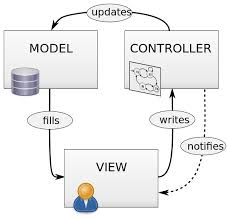 updates
MODEL
CONTROLLER
fills
writes
notifies
VIEW